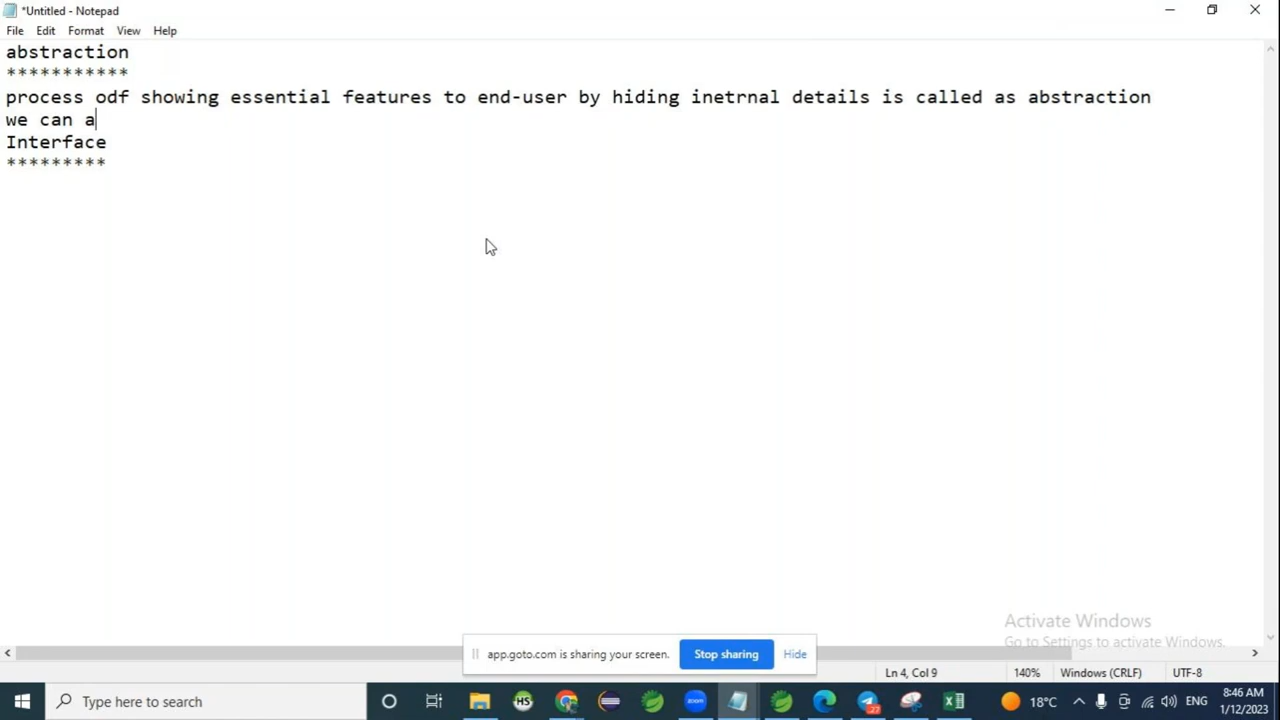 *Untitled - Notepad
File Edit Format View Help
abstraction
***********
process odf showing essential features to end-user by hiding inetrnal details is called as abstraction
we can a
Interface
*********
Activate Windows
Go to Settings to activate Windows.
app.goto.com is sharing your screen. Stop sharing Hide
Ln 4, Col 9 140% Windows (CRLF) UTF-8
Type here to search HS zoom 27 18°C ENG 8:46 AM
1/12/2023